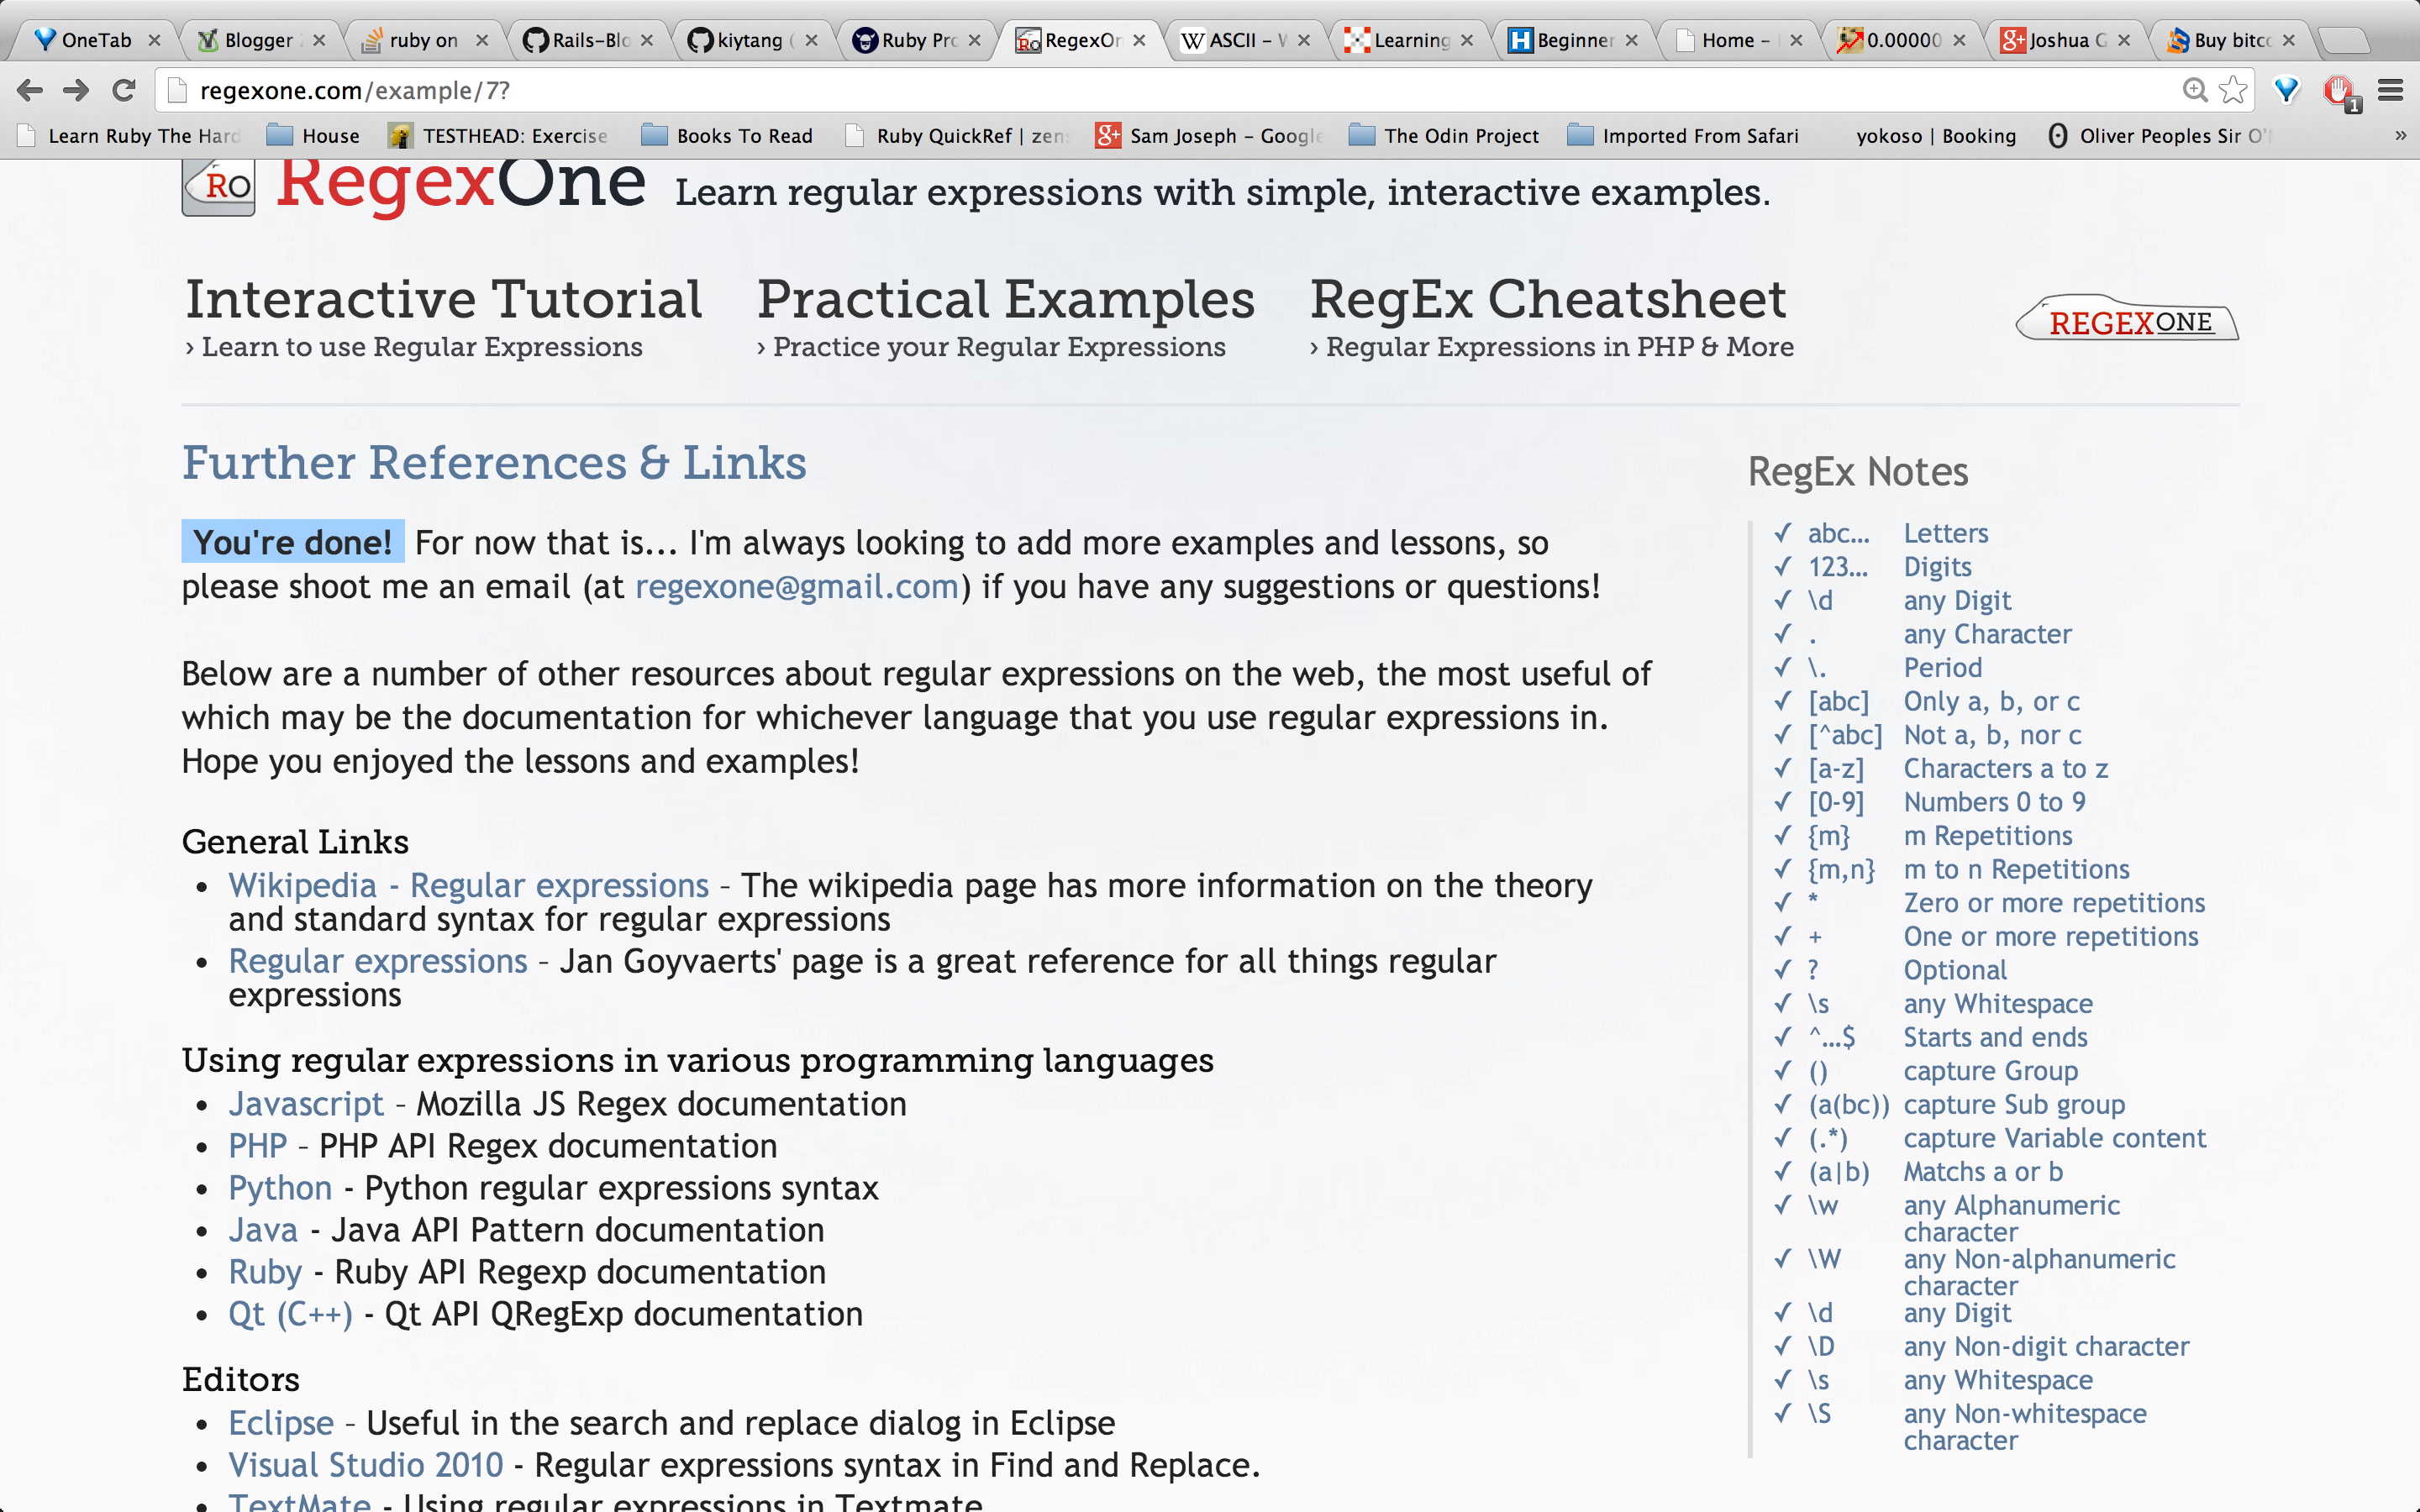 OneTab
Blogger
ruby on
Rails-Blo
kiytang (
Ruby Pro
RegexOn
ASCII – W
Learning
Beginner
Home –
0.00000
Joshua G
Buy bitco
regexone.com/example/7?
1
Learn Ruby The Hard
House
TESTHEAD: Exercise
Books To Read
Ruby QuickRef | zens
Sam Joseph – Google
The Odin Project
Imported From Safari
yokoso | Booking
Oliver Peoples Sir O'
»
RO RegexOne Learn regular expressions with simple, interactive examples.
Interactive Tutorial
› Learn to use Regular Expressions
Practical Examples
› Practice your Regular Expressions
RegEx Cheatsheet
› Regular Expressions in PHP & More
REGEXONE
Further References & Links
You're done! For now that is... I'm always looking to add more examples and lessons, so
please shoot me an email (at regexone@gmail.com) if you have any suggestions or questions!
Below are a number of other resources about regular expressions on the web, the most useful of
which may be the documentation for whichever language that you use regular expressions in.
Hope you enjoyed the lessons and examples!
General Links
• Wikipedia - Regular expressions – The wikipedia page has more information on the theory
and standard syntax for regular expressions
• Regular expressions – Jan Goyvaerts' page is a great reference for all things regular
expressions
Using regular expressions in various programming languages
• Javascript – Mozilla JS Regex documentation
• PHP – PHP API Regex documentation
• Python - Python regular expressions syntax
• Java - Java API Pattern documentation
• Ruby - Ruby API Regexp documentation
• Qt (C++) - Qt API QRegExp documentation
Editors
• Eclipse – Useful in the search and replace dialog in Eclipse
• Visual Studio 2010 - Regular expressions syntax in Find and Replace.
• TextMate - Using regular expressions in Textmate
RegEx Notes
✓ abc… Letters
✓ 123… Digits
✓ \d any Digit
✓ . any Character
✓ \. Period
✓ [abc] Only a, b, or c
✓ [^abc] Not a, b, nor c
✓ [a-z] Characters a to z
✓ [0-9] Numbers 0 to 9
✓ {m} m Repetitions
✓ {m,n} m to n Repetitions
✓ * Zero or more repetitions
✓ + One or more repetitions
✓ ? Optional
✓ \s any Whitespace
✓ ^…$ Starts and ends
✓ () capture Group
✓ (a(bc)) capture Sub group
✓ (.*) capture Variable content
✓ (a|b) Matchs a or b
✓ \w any Alphanumeric
character
✓ \W any Non-alphanumeric
character
✓ \d any Digit
✓ \D any Non-digit character
✓ \s any Whitespace
✓ \S any Non-whitespace
character